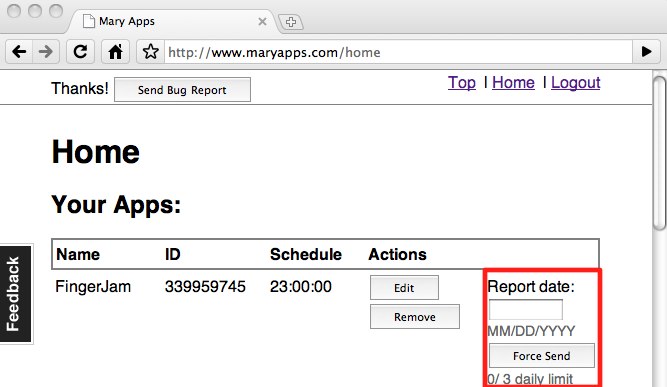 Mary Apps
http://www.maryapps.com/home
Thanks! Send Bug Report
Top | Home | Logout
Home
Your Apps:
Name ID Schedule Actions
FingerJam 339959745 23:00:00 Edit
Remove
Report date:
MM/DD/YYYY
Force Send
0/ 3 daily limit
Feedback